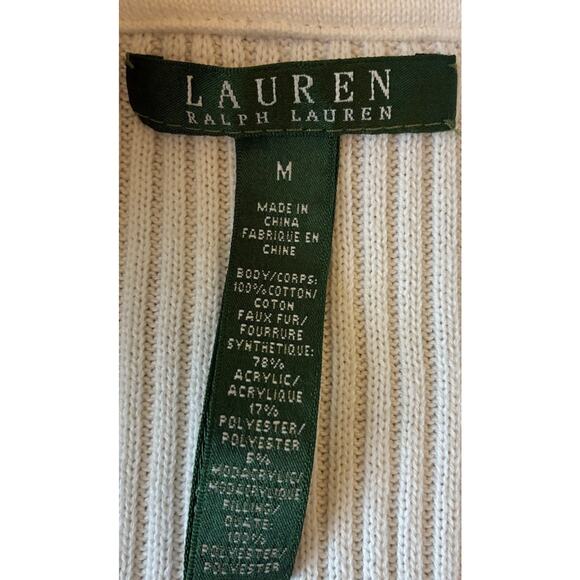 LAUREN
RALPH LAUREN
M
MADE IN
CHINA
FABRIQUE EN
CHINE
BODY/CORPS:
100% COTTON/
COTON
FAUX FUR/
FOURRURE
SYNTHETIQUE:
78%
ACRYLIC/
ACRYLIQUE
17%
POLYESTER/
POLYESTER
5%
MODACRYLIC/
MODACRYLIQUE
FILLING/
OUATE:
100%
POLYESTER/
POLYESTER